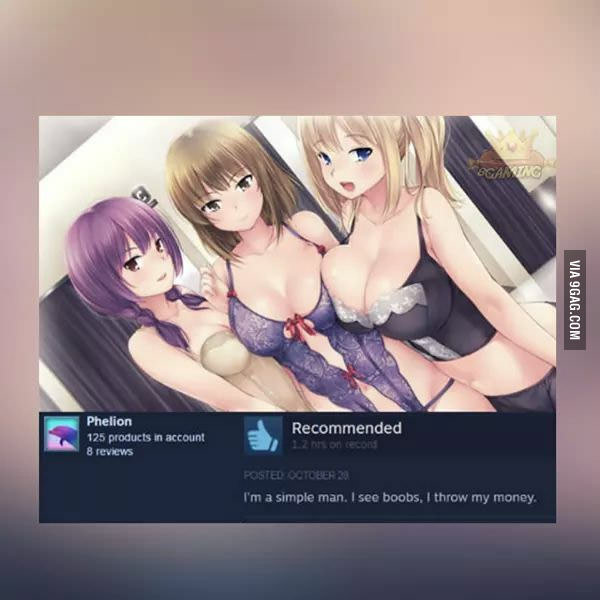 GAMING
VIA 9GAG.COM
Phelion
125 products in account
8 reviews
Recommended
1.2 hrs on record
POSTED: OCTOBER 28
I'm a simple man. I see boobs, I throw my money.